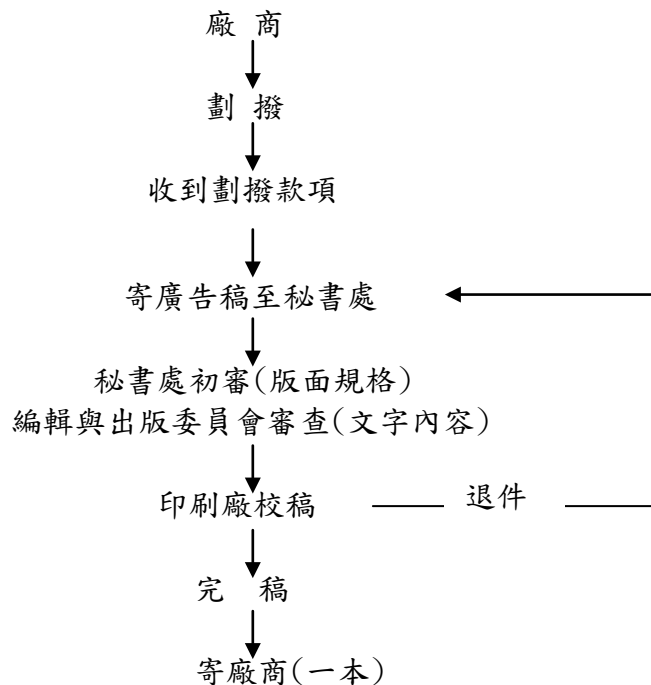 廠 商
劃 撥
收到劃撥款項
寄廣告稿至秘書處
秘書處初審(版面規格)
編輯與出版委員會審查(文字內容)
印刷廠校稿
退件
完 稿
寄廠商(一本)